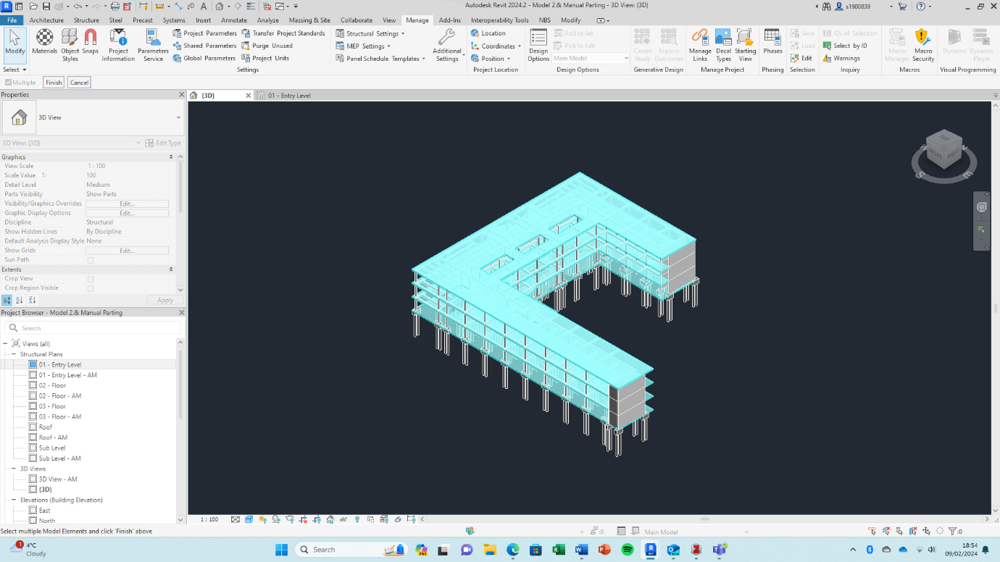 Autodesk Revit 2024.2 - Model 2.& Manual Parting - 3D View: {3D}
s1900839
File Architecture Structure Steel Precast Systems Insert Annotate Analyze Massing & Site Collaborate View Manage Add-Ins Interoperability Tools NBS Modify
Modify
Materials
Object Styles
Snaps
Project Information
Parameters Service
Project Parameters
Shared Parameters
Global Parameters
Transfer Project Standards
Purge Unused
Project Units
Structural Settings
MEP Settings
Panel Schedule Templates
Additional Settings
Location
Coordinates
Position
Design Options
Add to Set
Pick to Edit
Main Model
Create Study
Explore Outcomes
Manage Links
Decal Types
Starting View
Phases
Save
Load
Edit
IDs of Selection
Select by ID
Warnings
Macro Manager
Macro Security
Dynamo
Dynamo Player
Select
Settings
Project Location
Design Options
Generative Design
Manage Project
Phasing
Selection
Inquiry
Macros
Visual Programming
Multiple Finish Cancel
Properties
{3D}
01 - Entry Level
3D View
3D View: {3D}
Edit Type
Graphics
View Scale 1 : 100
Scale Value 1: 100
Detail Level Medium
Parts Visibility Show Parts
Visibility/Graphics Overrides Edit...
Graphic Display Options Edit...
Discipline Structural
Show Hidden Lines By Discipline
Default Analysis Display Style None
Show Grids Edit...
Sun Path
Extents
Crop View
Crop Region Visible
Apply
Project Browser - Model 2.& Manual Parting
Search
Views (all)
Structural Plans
01 - Entry Level
01 - Entry Level - AM
02 - Floor
02 - Floor - AM
03 - Floor
03 - Floor - AM
Roof
Roof - AM
Sub Level
Sub Level - AM
3D Views
3D View - AM
{3D}
Elevations (Building Elevation)
East
North
TOP
FRONT
RIGHT
S
E
1 : 100
Select multiple Model Elements and click 'Finish' above
:0
Main Model
:0
1
4°C
Cloudy
Search
18:54
09/02/2024